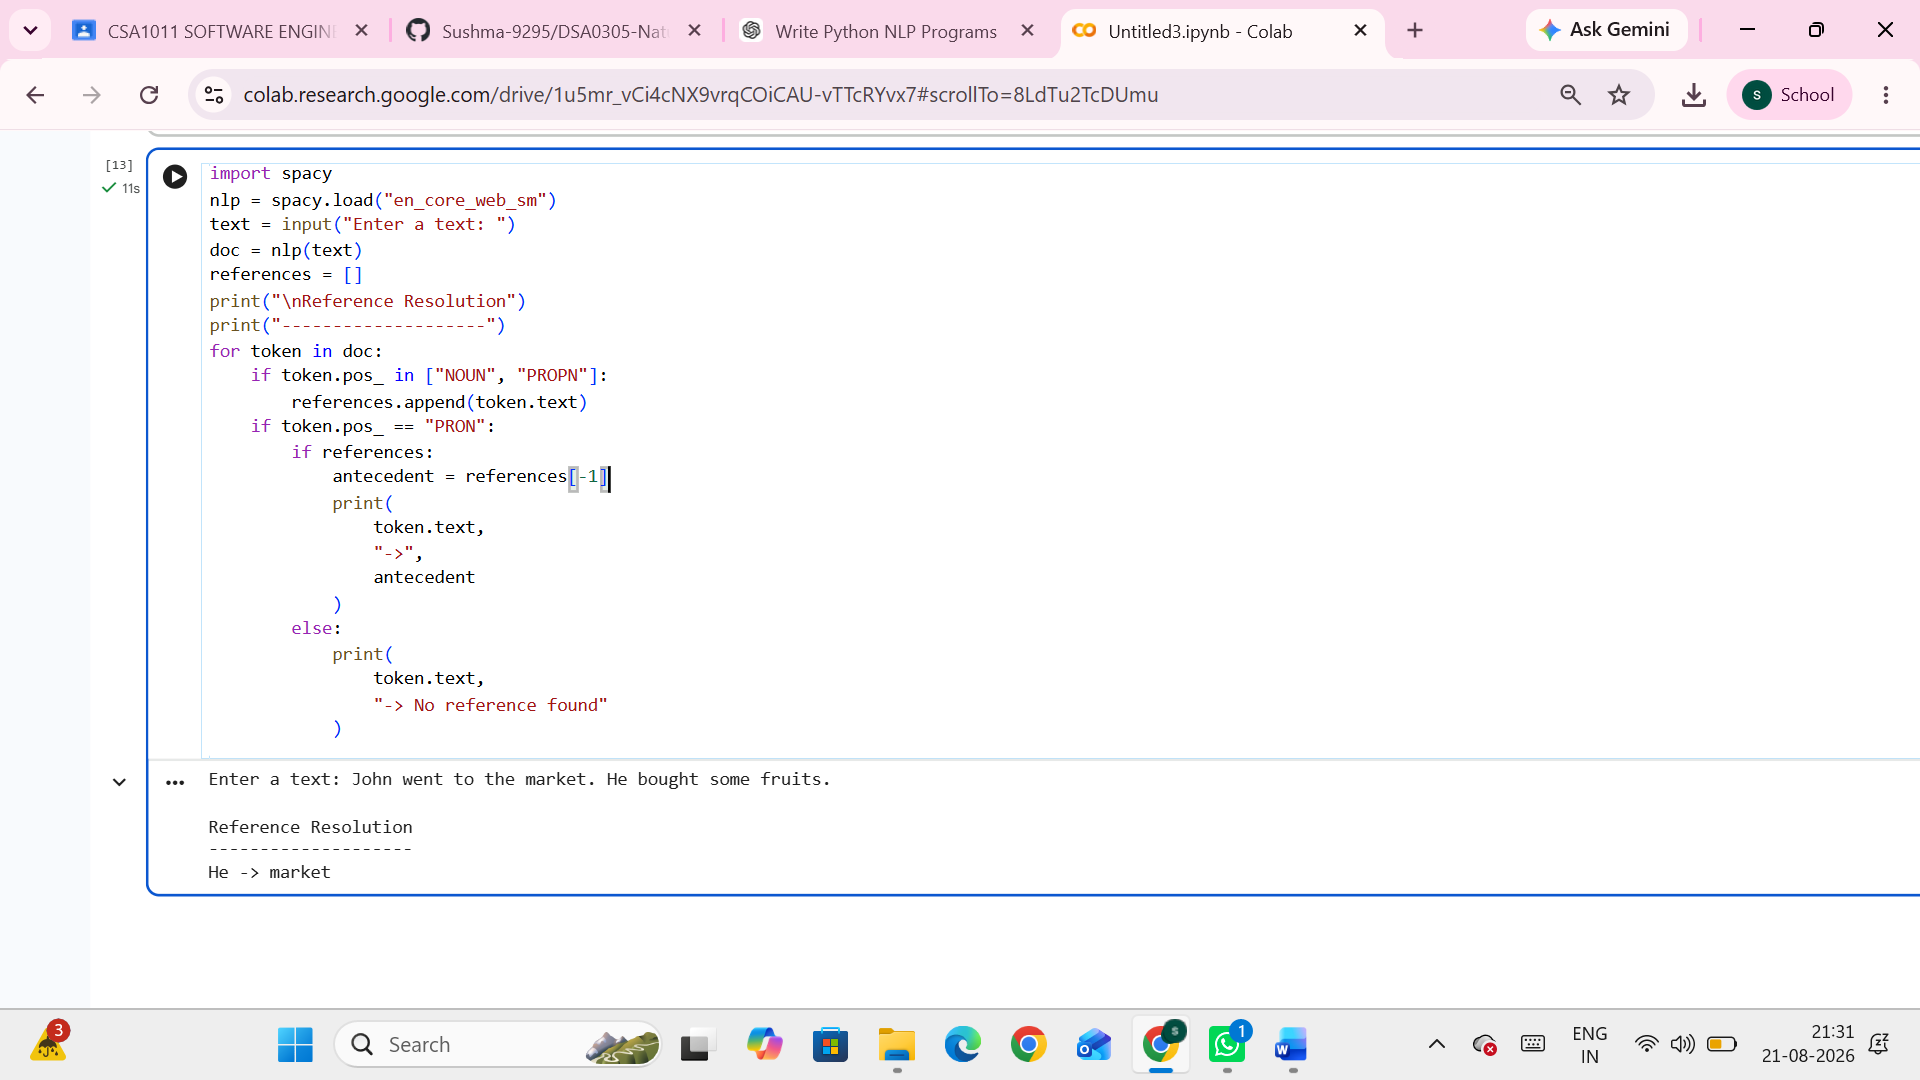 CSA1011 SOFTWARE ENGIN
Sushma-9295/DSA0305-Nat
Write Python NLP Programs
Untitled3.ipynb - Colab
Ask Gemini
colab.research.google.com/drive/1u5mr_vCi4cNX9vrqCOiCAU-vTTcRYvx7#scrollTo=8LdTu2TcDUmu
S School
[13]
11s
import spacy
nlp = spacy.load("en_core_web_sm")
text = input("Enter a text: ")
doc = nlp(text)
references = []
print("\nReference Resolution")
print("--------------------")
for token in doc:
    if token.pos_ in ["NOUN", "PROPN"]:
        references.append(token.text)
    if token.pos_ == "PRON":
        if references:
            antecedent = references[-1]
            print(
                token.text,
                "->",
                antecedent
            )
        else:
            print(
                token.text,
                "-> No reference found"
            )
Enter a text: John went to the market. He bought some fruits.
Reference Resolution
--------------------
He -> market
3
Search
S
1
ENG
IN
21:31
21-08-2026